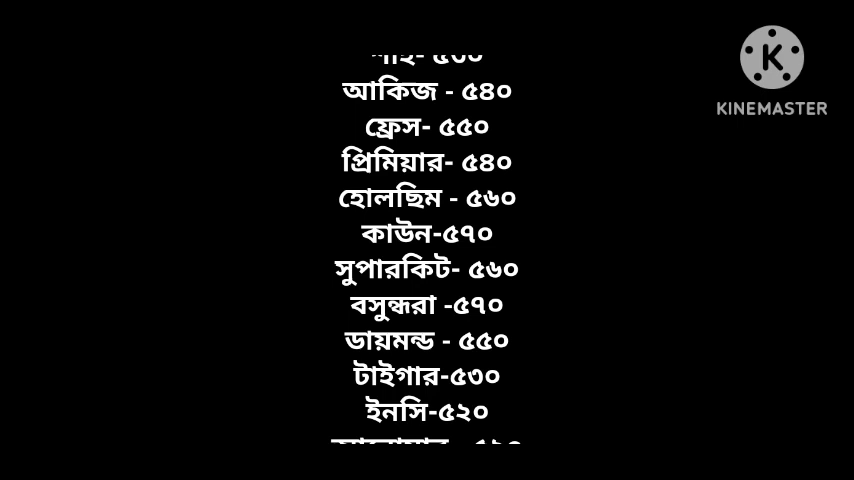 আকিজ - ৫৪০
ফ্রেস- ৫৫০
প্রিমিয়ার- ৫৪০
হোলছিম - ৫৬০
কাউন-৫৭০
সুপারকিট- ৫৬০
বসুন্ধরা -৫৭০
ডায়মন্ড - ৫৫০
টাইগার-৫৩০
ইনসি-৫২০
KINEMASTER